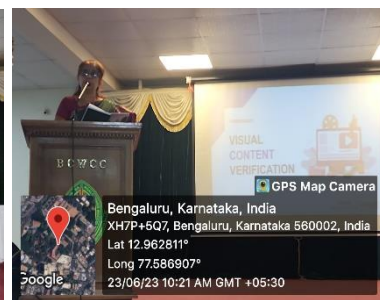 BCWCC
VISUAL
CONTENT
VERIFICATION
GPS Map Camera
Bengaluru, Karnataka, India
XH7P+5Q7, Bengaluru, Karnataka 560002, India
Lat 12.962811°
Long 77.586907°
23/06/23 10:21 AM GMT +05:30
Google